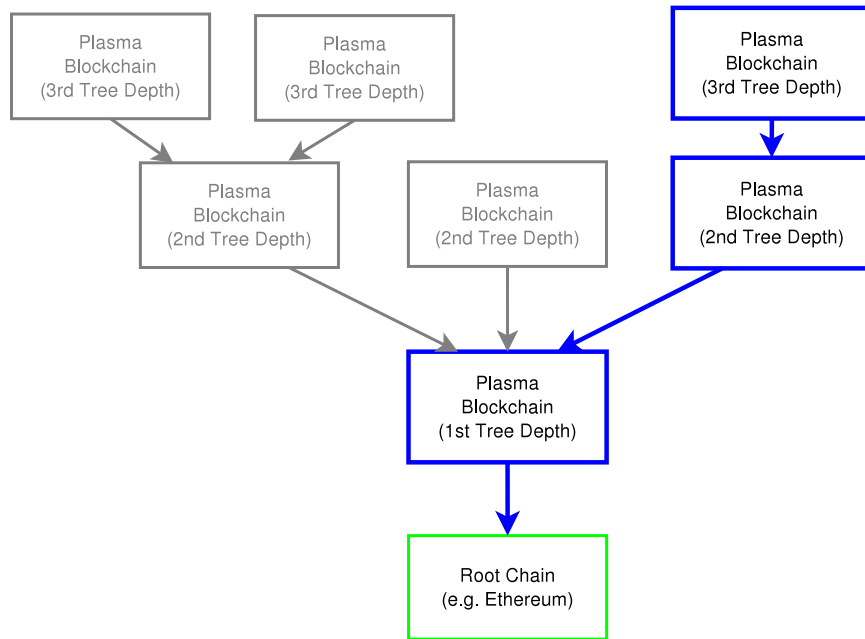 Plasma
Blockchain
(3rd Tree Depth)
Plasma
Blockchain
(3rd Tree Depth)
Plasma
Blockchain
(3rd Tree Depth)
Plasma
Blockchain
(2nd Tree Depth)
Plasma
Blockchain
(2nd Tree Depth)
Plasma
Blockchain
(2nd Tree Depth)
Plasma
Blockchain
(1st Tree Depth)
Root Chain
(e.g. Ethereum)